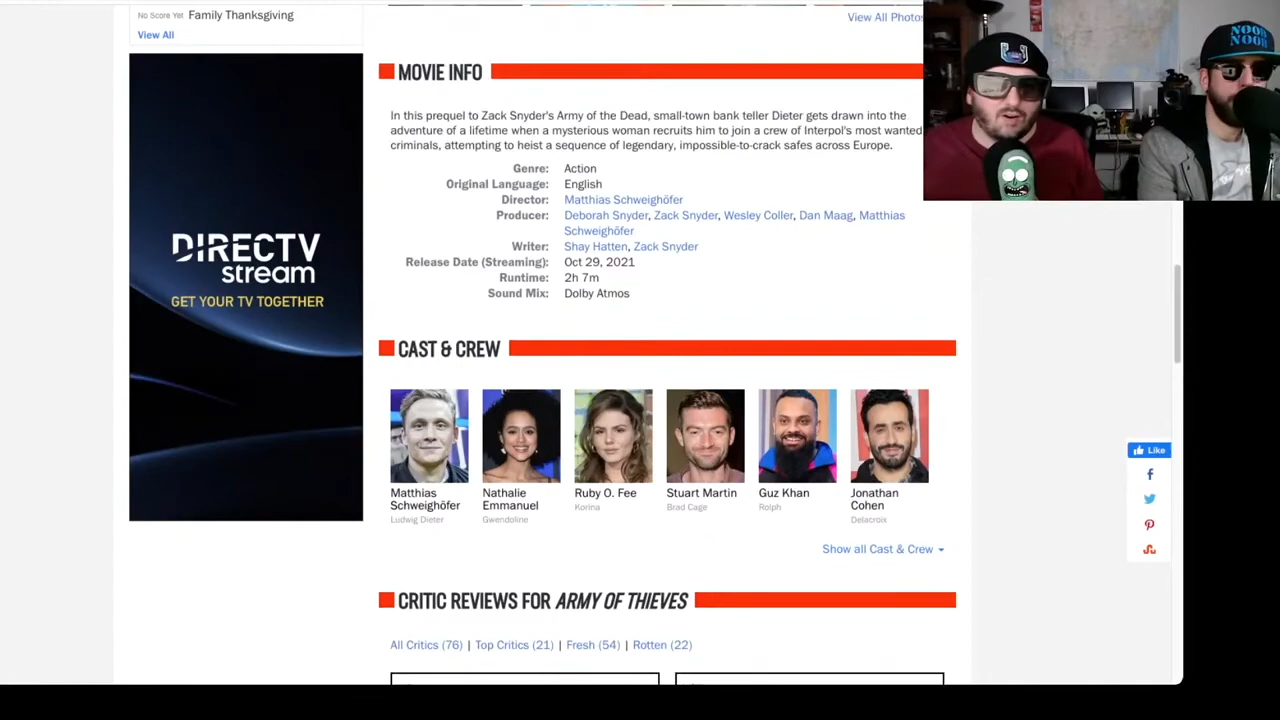 No Score Yet Family Thanksgiving
View All
View All Photos
DIRECTV
stream
GET YOUR TV TOGETHER
MOVIE INFO
In this prequel to Zack Snyder's Army of the Dead, small-town bank teller Dieter gets drawn into the
adventure of a lifetime when a mysterious woman recruits him to join a crew of Interpol's most wanted
criminals, attempting to heist a sequence of legendary, impossible-to-crack safes across Europe.
Genre: Action
Original Language: English
Director: Matthias Schweighöfer
Producer: Deborah Snyder, Zack Snyder, Wesley Coller, Dan Maag, Matthias
Schweighöfer
Writer: Shay Hatten, Zack Snyder
Release Date (Streaming): Oct 29, 2021
Runtime: 2h 7m
Sound Mix: Dolby Atmos
CAST & CREW
Matthias
Schweighöfer
Ludwig Dieter
Nathalie
Emmanuel
Gwendoline
Ruby O. Fee
Korina
Stuart Martin
Brad Cage
Guz Khan
Rolph
Jonathan
Cohen
Delacroix
Show all Cast & Crew
CRITIC REVIEWS FOR ARMY OF THIEVES
All Critics (76) | Top Critics (21) | Fresh (54) | Rotten (22)
Like
NOOB
NOOB